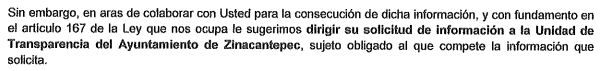 Sin embargo, en aras de colaborar con Usted para la consecución de dicha información, y con fundamento en
el artículo 167 de la Ley que nos ocupa le sugerimos dirigir su solicitud de información a la Unidad de
Transparencia del Ayuntamiento de Zinacantepec, sujeto obligado al que compete la información que
solicita.